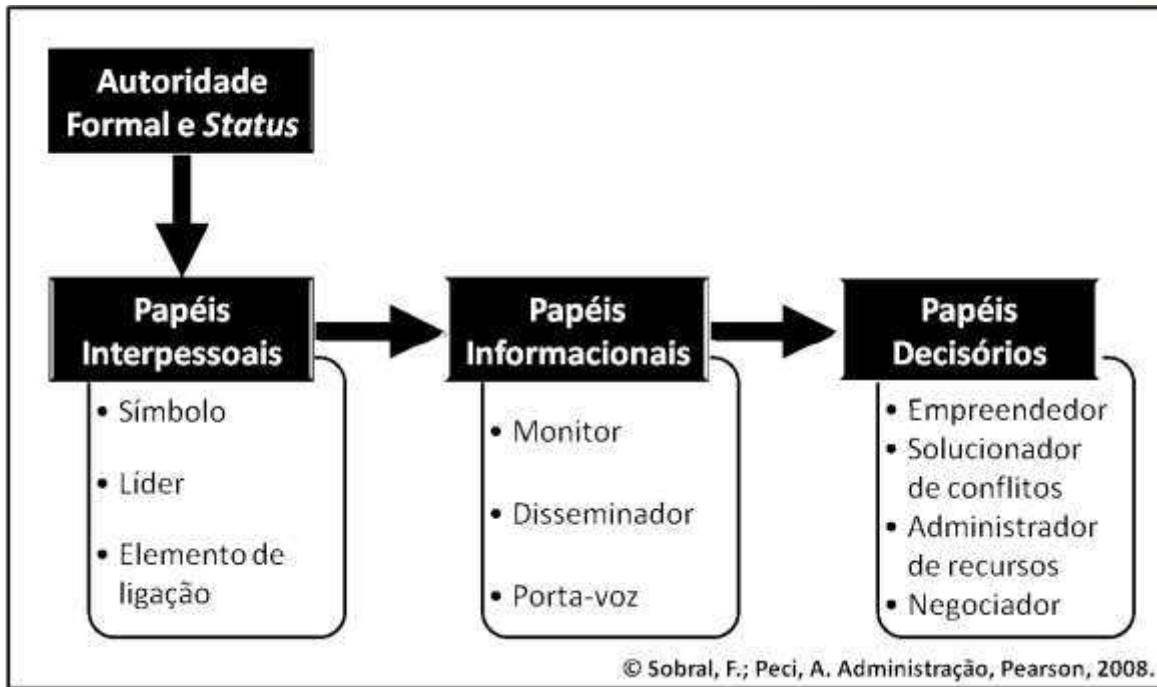 Autoridade
Formal e Status
Papéis
Interpessoais
• Símbolo
• Líder
• Elemento de
ligação
Papéis
Informacionais
• Monitor
• Disseminador
• Porta-voz
Papéis
Decisórios
• Empreendedor
• Solucionador
de conflitos
• Administrador
de recursos
• Negociador
© Sobral, F.; Peci, A. Administração, Pearson, 2008.